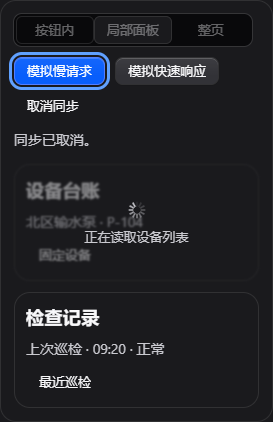 按钮内 局部面板 整页
模拟慢请求 模拟快速响应
取消同步
同步已取消。
设备台账
北区输水泵 · P-104
正在读取设备列表
固定设备
检查记录
上次巡检 · 09:20 · 正常
最近巡检